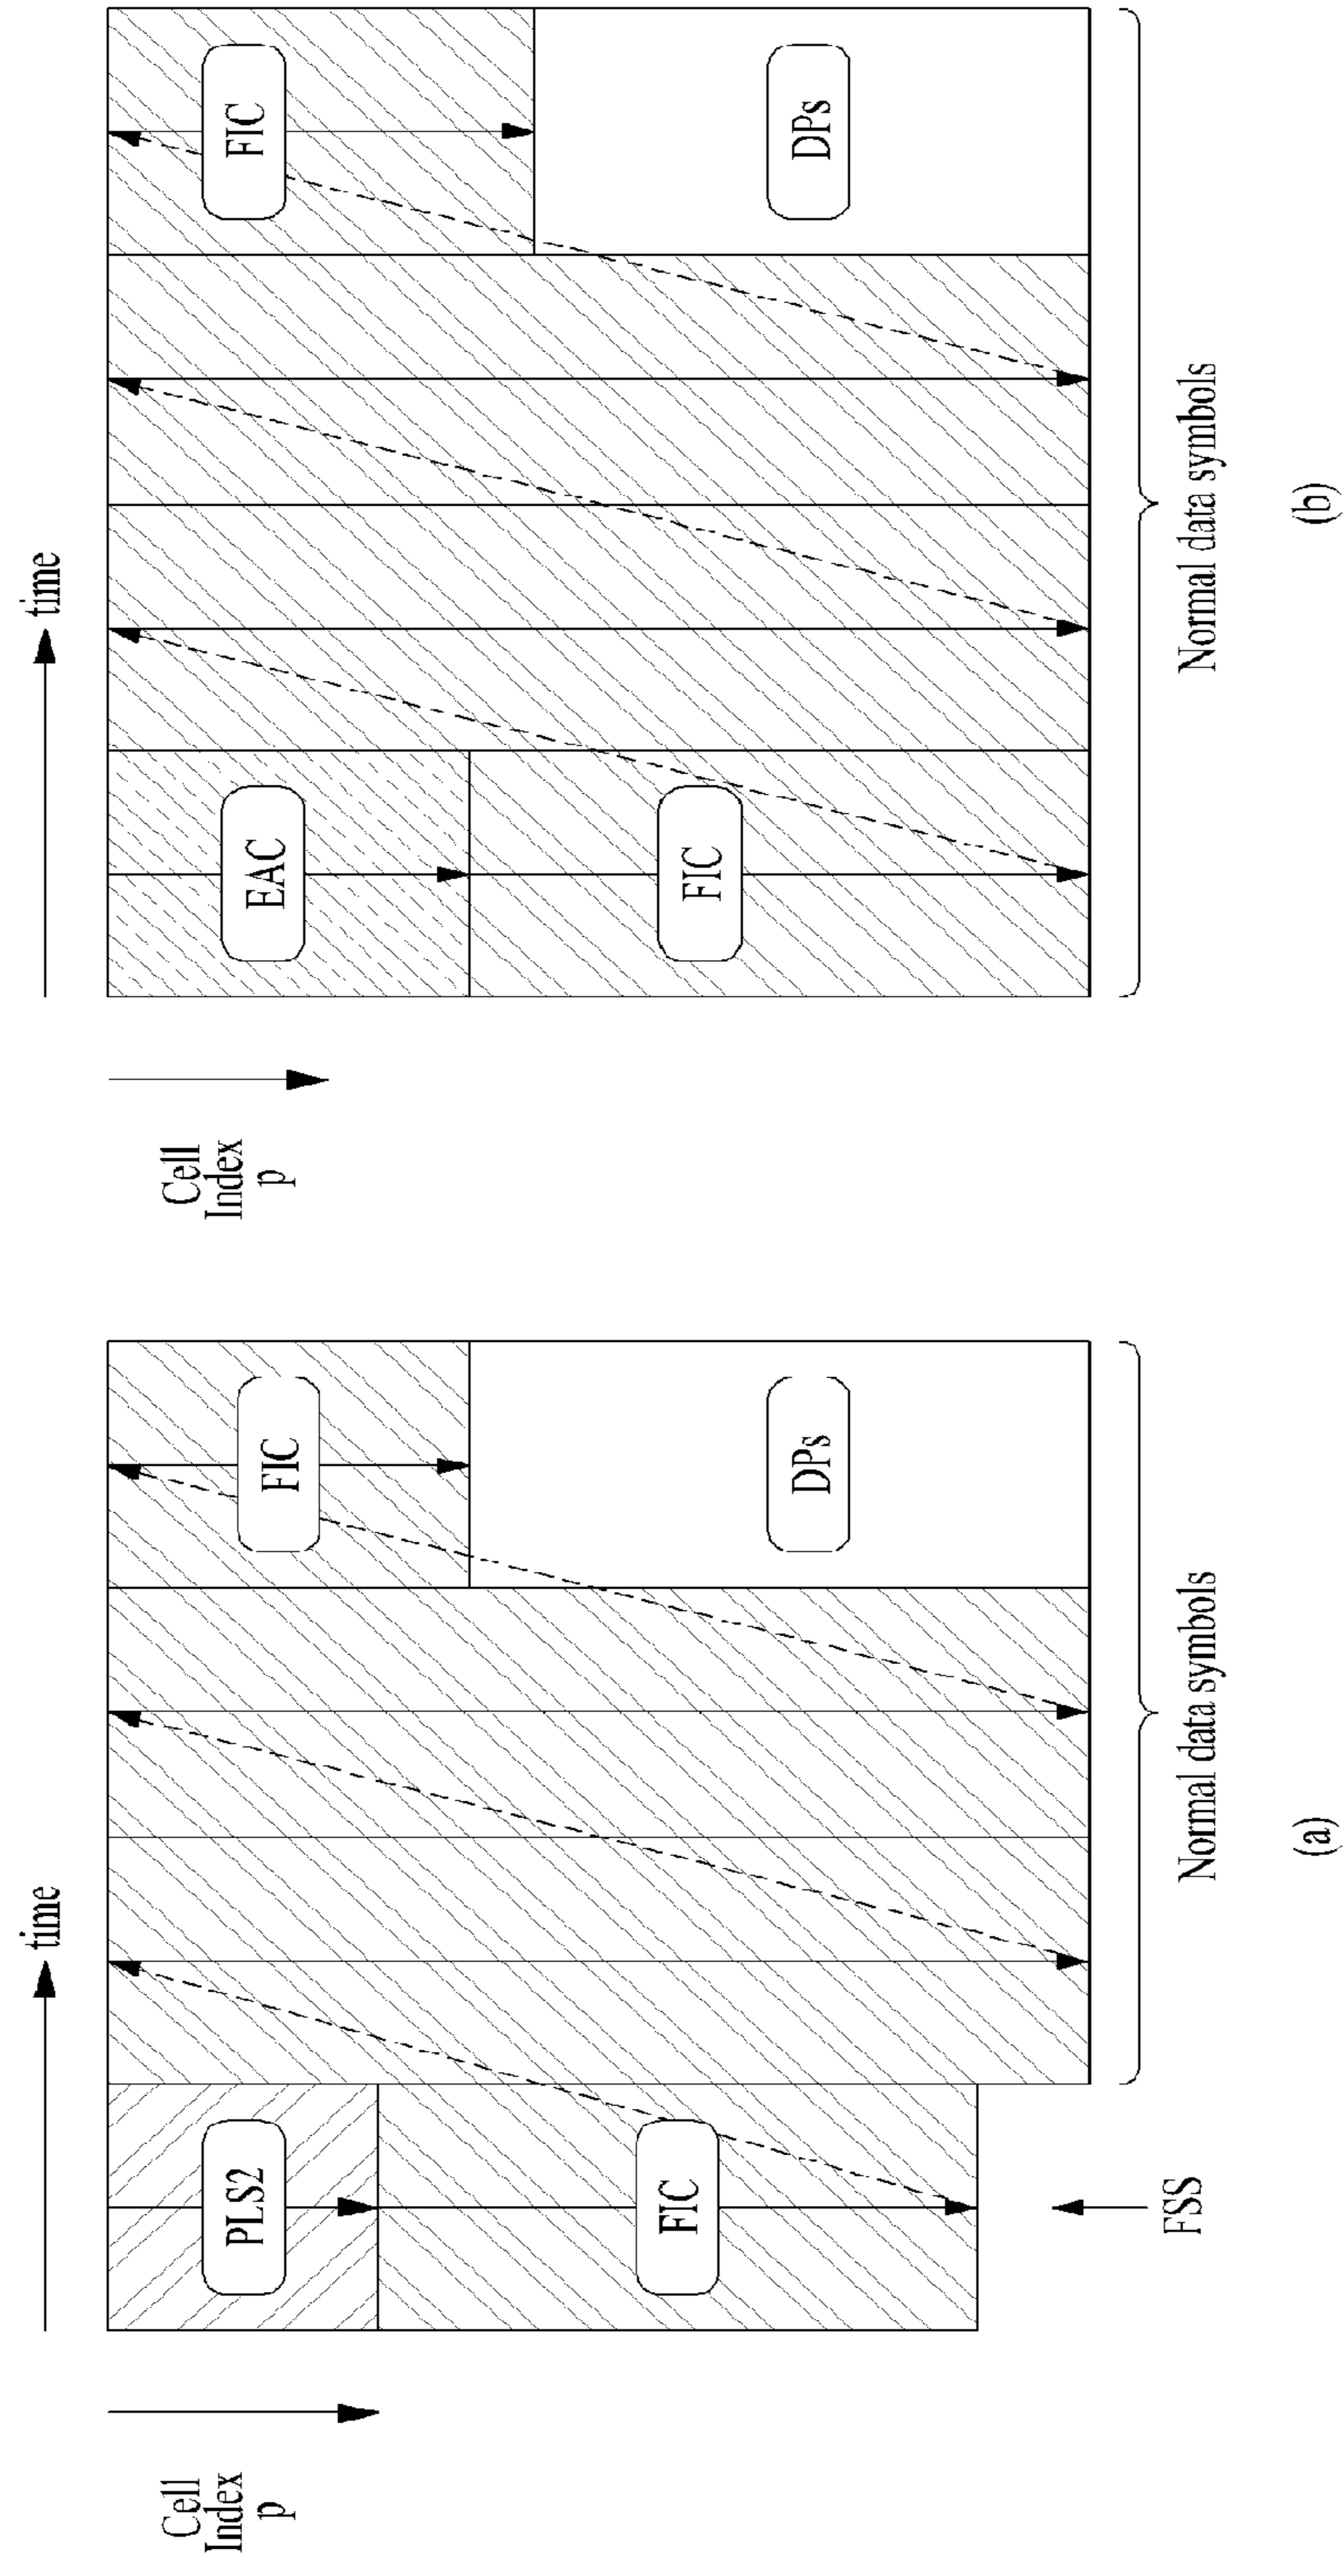 time
Cell
Index
p
PLS2
FIC
FIC
DPs
FSS
Normal data symbols
(a)
time
Cell
Index
p
EAC
FIC
FIC
DPs
Normal data symbols
(b)